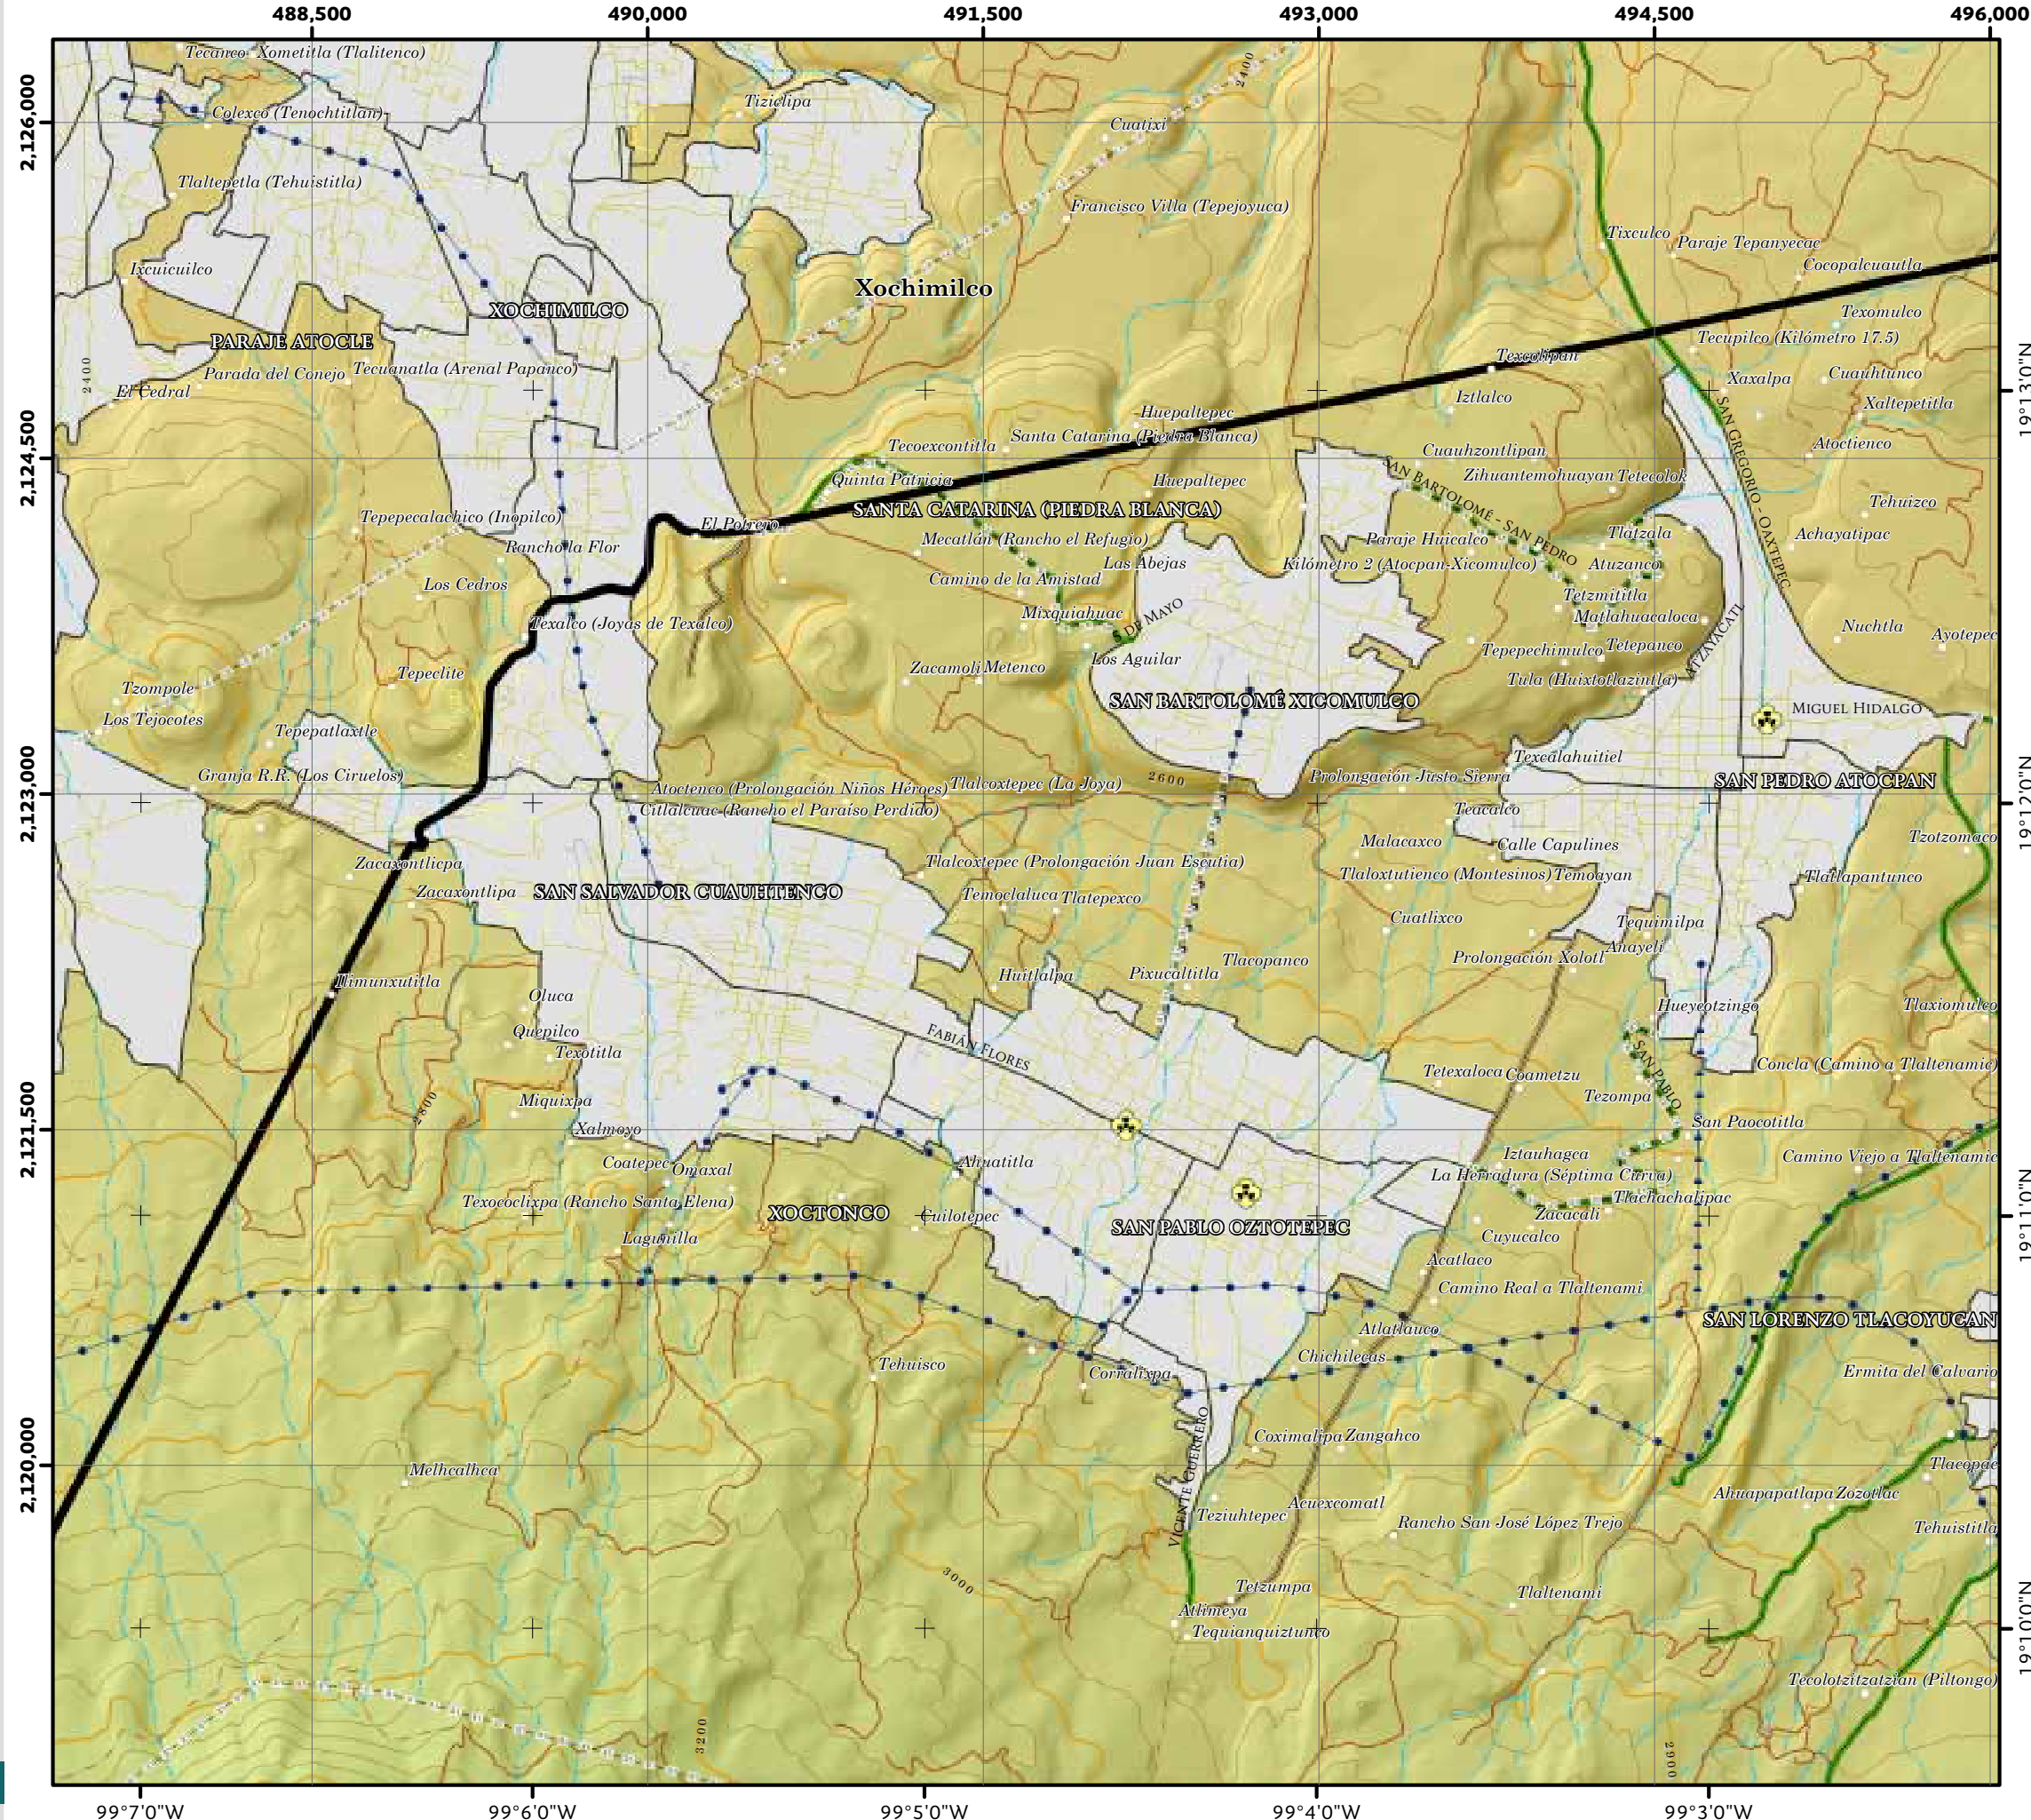 488,500
490,000
491,500
493,000
494,500
496,000
Tecanco
Xometitla (Tlalitenco)
2400
Tiziclipa
Colexco (Tenochtitlan)
Cuatixi
2,126,000
Tlaltepetla (Tehuistitla)
Francisco Villa (Tepejoyuca)
Tixculco
Paraje Tepanyecac
Ixcuicuilco
Cocopalcuautla
Xochimilco
XOCHIMILCO
Texomulco
PARAJE ATOCLE
Tecupilco (Kilómetro 17.5)
Texcolipan
2400
Parada del Conejo
Tecuanatla (Arenal Papanco)
Xaxalpa
Cuauhtunco
El Cedral
Iztlalco
Xaltepetitla
19°13'0"N
Huepaltepec
Santa Catarina (Piedra Blanca)
Tecoexcontitla
Atoctienco
2,124,500
Cuauhzontlipan
SAN BARTOLOMÉ - SAN PEDRO
SAN GREGORIO - OAXTEPEC
Quinta Patricia
Huepaltepec
Zihuantemohuayan
Tetecolok
SANTA CATARINA (PIEDRA BLANCA)
Tehuizco
Tepepecalachico (Inopilco)
El Potrero
Tlatzala
Achayatipac
Mecatlán (Rancho el Refugio)
Paraje Huicalco
Rancho la Flor
Las Abejas
Kilómetro 2 (Atocpan-Xicomulco)
Atuzanco
Camino de la Amistad
Los Cedros
Tetzmititla
Mixquiahuac
5 DE MAYO
Matlahuacaloca
Texalco (Joyas de Texalco)
Nuchtla
Ayotepec
Tepepechimulco
Tetepanco
Los Aguilar
Zacamoli
Metenco
Tepeclite
Tula (Huixtotlazintla)
Tzompole
SAN BARTOLOMÉ XICOMULCO
MIGUEL HIDALGO
Los Tejocotes
Tepepatlaxtle
Texcalahuitiel
Granja R.R. (Los Ciruelos)
2600
Prolongación Justo Sierra
SAN PEDRO ATOCPAN
Atoctenco (Prolongación Niños Héroes)
Tlalcoxtepec (La Joya)
2,123,000
19°12'0"N
Citlalcuac (Rancho el Paraíso Perdido)
Teacalco
Tzotzomaco
Malacaxco
Calle Capulines
Zacaxontlicpa
Tlalcoxtepec (Prolongación Juan Escutia)
Tlaloxtutienco (Montesinos)
Temoayan
Tlatlapantunco
Zacaxontlipa
SAN SALVADOR CUAUHTENCO
Temoclaluca
Tlatepexco
Cuatlixco
Tequimilpa
Anayeli
Prolongación Xolotl
Tlacopanco
Pixucaltitla
Huitlalpa
Ilimunxutitla
Oluca
Hueycotzingo
Tlaxiomulco
Quepilco
FABIÁN FLORES
Texotitla
SAN PABLO
Concla (Camino a Tlaltenamic)
Tetexaloca
Coametzu
2800
Miquixpa
Tezompa
2,121,500
Xalmoyo
San Paocotitla
Iztauhagca
Camino Viejo a Tlaltenamic
Coatepec
Omaxal
Ahuatitla
La Herradura (Séptima Curva)
Texococlixpa (Rancho Santa Elena)
Tlachachalipac
XOCTONCO
Cuilotepec
Zacacali
19°11'0"N
SAN PABLO OZTOTEPEC
Lagunilla
Cuyucalco
Acatlaco
Camino Real a Tlaltenami
SAN LORENZO TLACOYUCAN
Atlatlauco
Chichilecas
Tehuisco
Corralixpa
Ermita del Calvario
Coximalipa
Zangahco
VICENTE GUERRERO
2,120,000
Melhcalhca
Tlacopac
Acuexcomatl
Ahuapapatlapa
Zozotlac
Teziuhtepec
Rancho San José López Trejo
Tehuistitla
3000
Tetzumpa
Tlaltenami
Atlimeya
Tequianquiztunco
19°10'0"N
Tecolotzitzatzian (Piltongo)
3200
2900
99°7'0"W
99°6'0"W
99°5'0"W
99°4'0"W
99°3'0"W